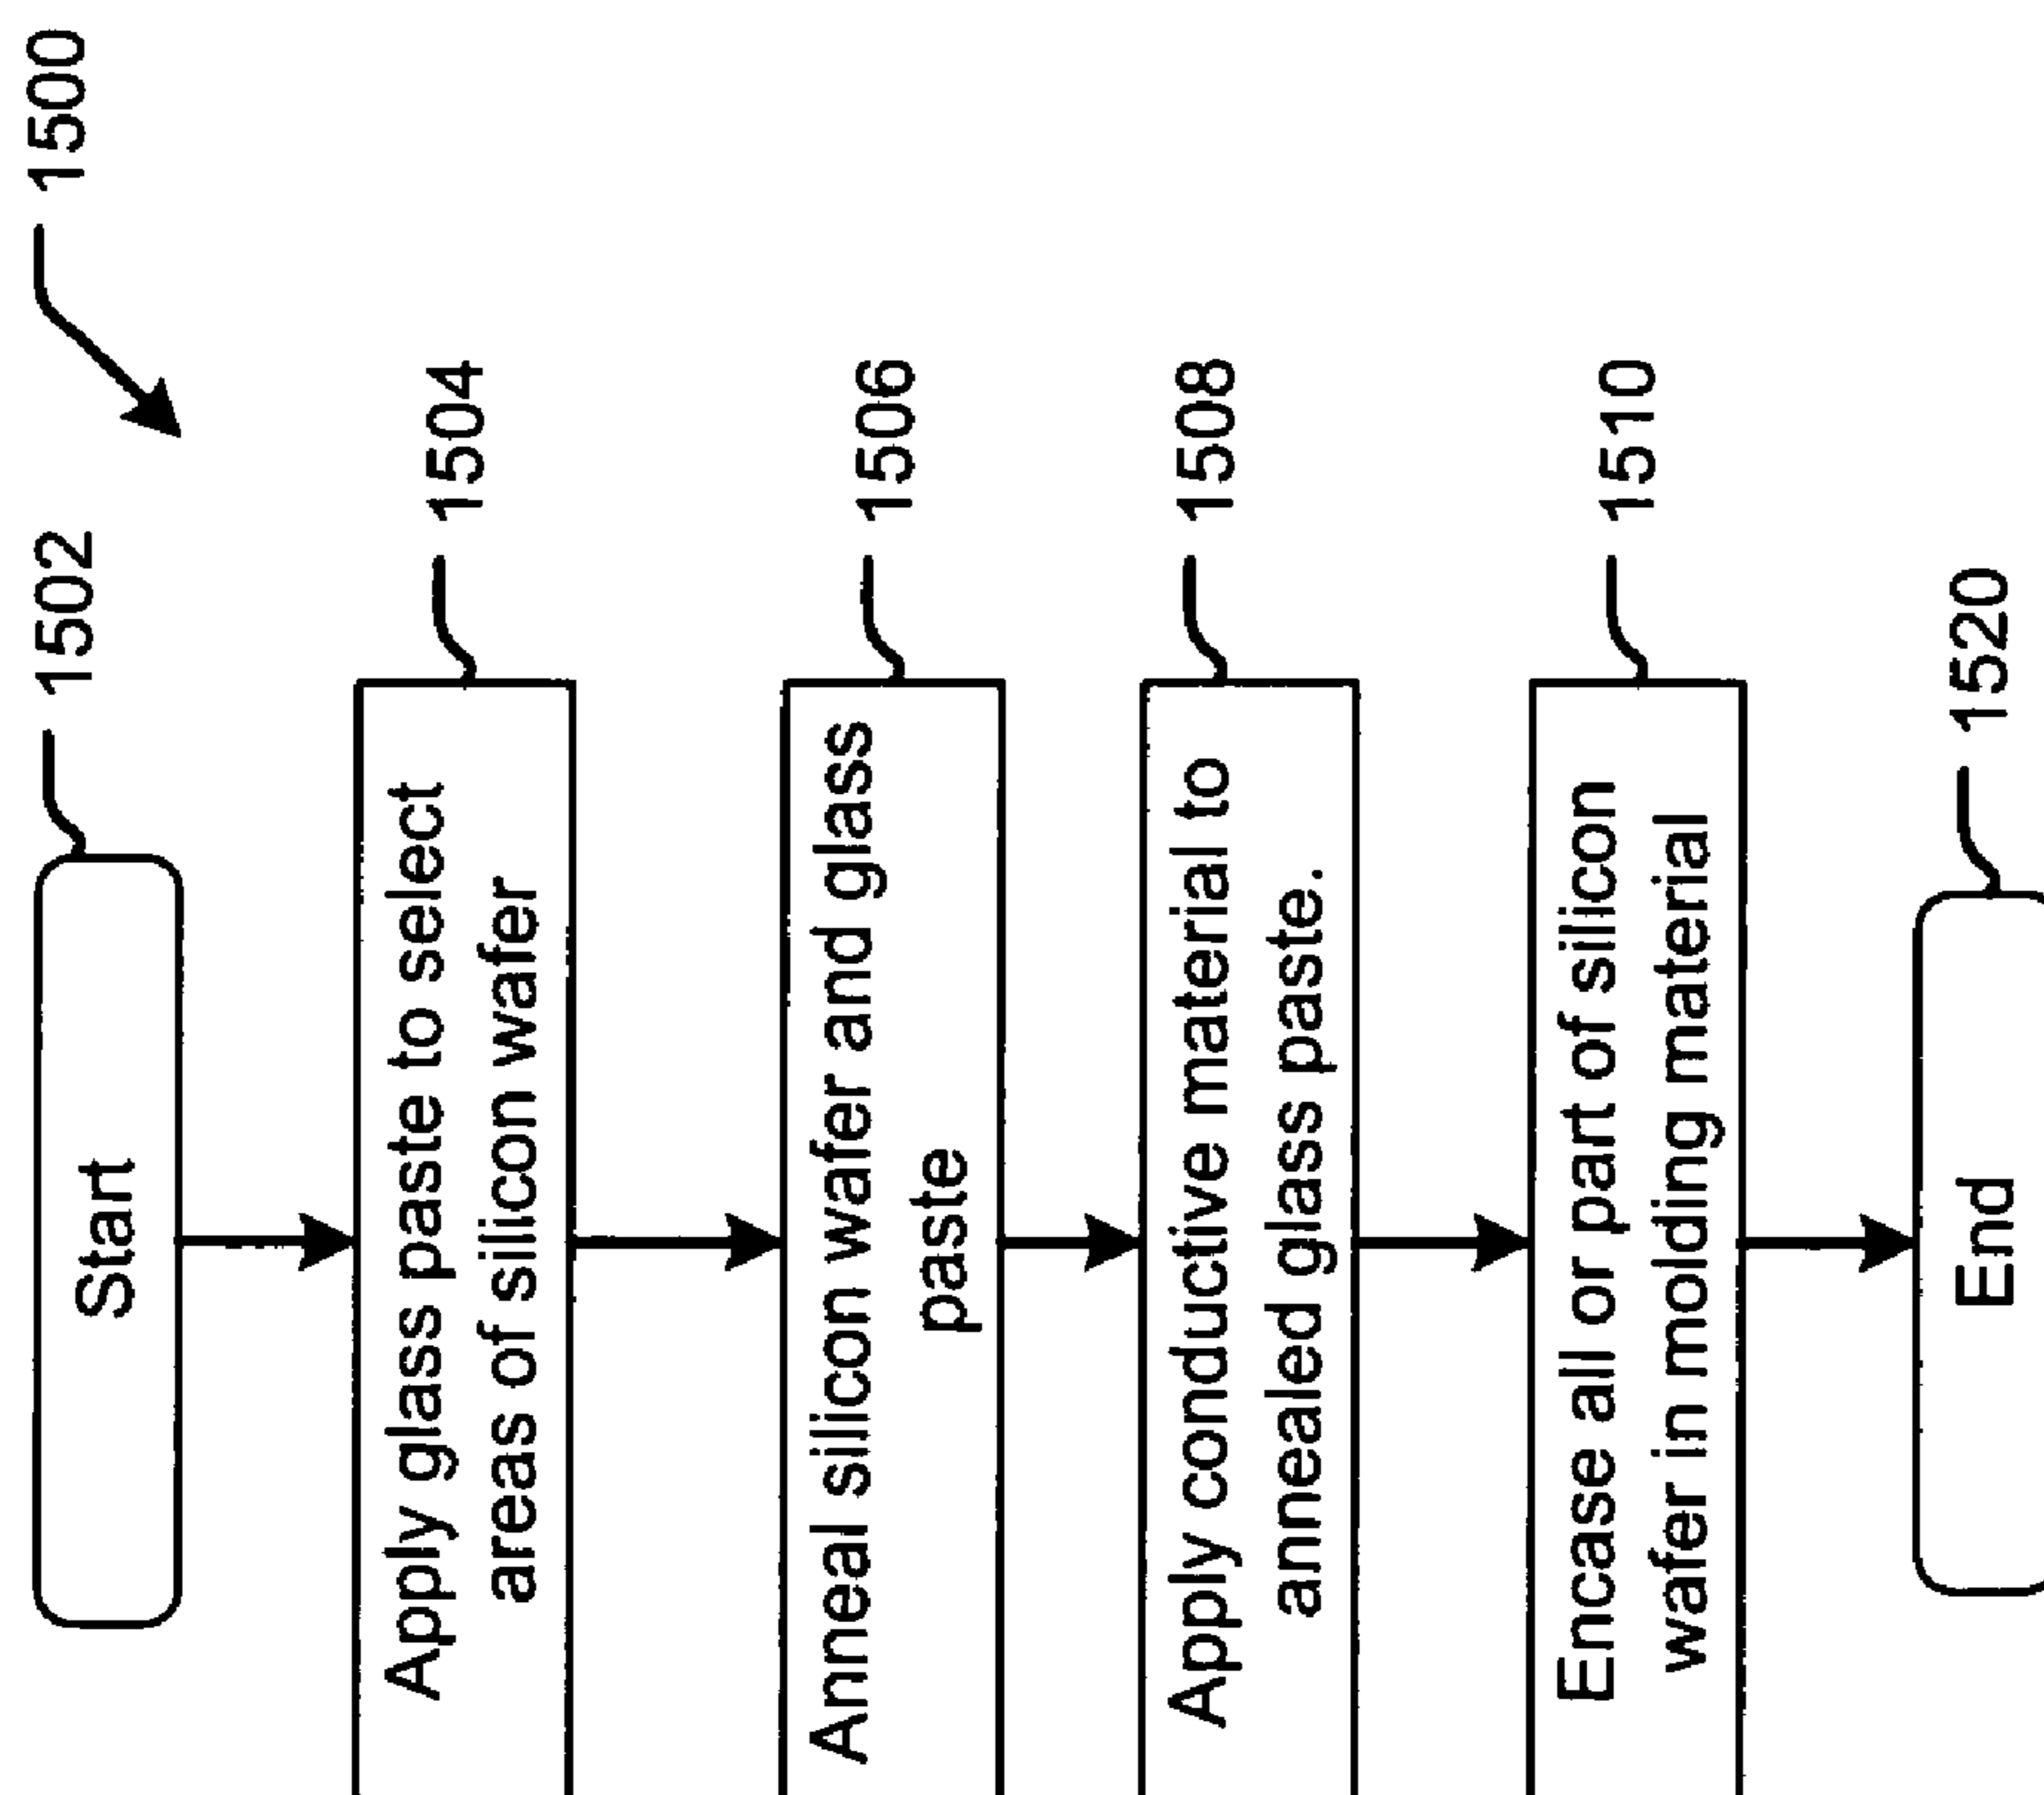 1500
Start
1502
Apply glass paste to select
areas of silicon wafer
1504
Anneal silicon wafer and glass
paste
1506
Apply conductive material to
annealed glass paste.
1508
Encase all or part of silicon
wafer in molding material
1510
End
1520